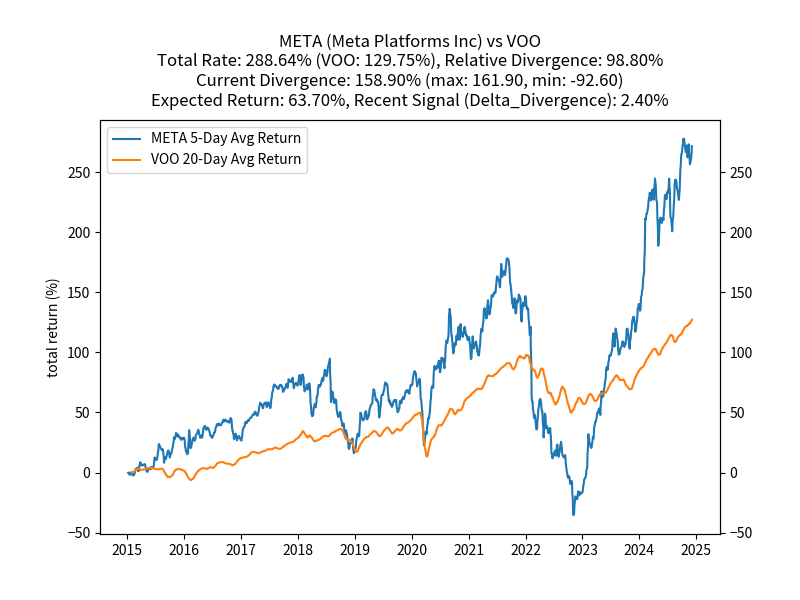 META (Meta Platforms Inc) vs VOO
Total Rate: 288.64% (VOO: 129.75%), Relative Divergence: 98.80%
Current Divergence: 158.90% (max: 161.90, min: -92.60)
Expected Return: 63.70%, Recent Signal (Delta_Divergence): 2.40%
META 5-Day Avg Return
VOO 20-Day Avg Return
total return (%)
250
200
150
100
50
0
−50
250
200
150
100
50
0
−50
2015 2016 2017 2018 2019 2020 2021 2022 2023 2024 2025